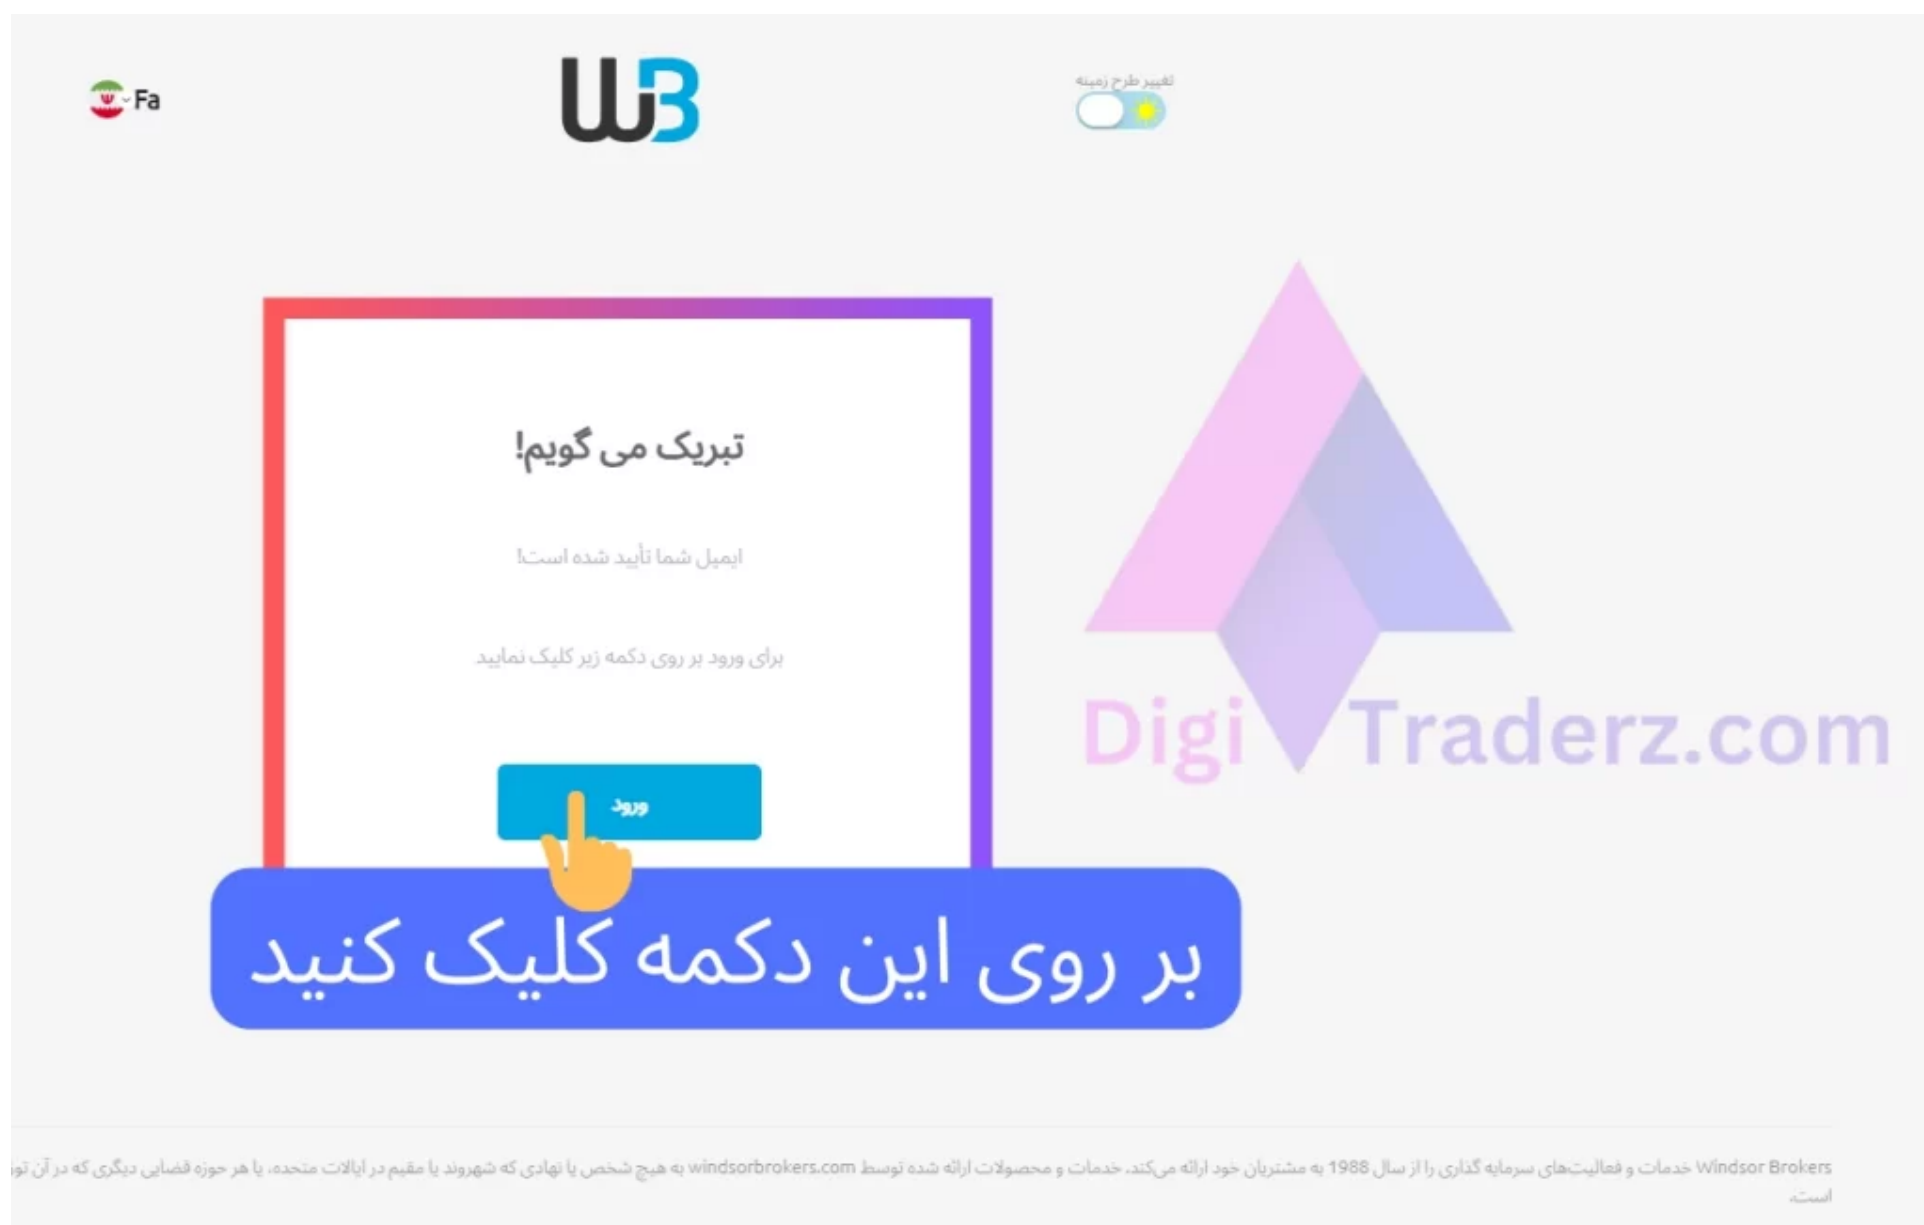 Fa
WB
تغییر طرح زمینه
تبریک می گویم!
ایمیل شما تأیید شده است!
برای ورود بر روی دکمه زیر کلیک نمایید
ورود
Digi Traderz.com
بر روی این دکمه کلیک کنید
Windsor Brokers خدمات و فعالیت‌های سرمایه گذاری را از سال 1988 به مشتریان خود ارائه می‌کند، خدمات و محصولات ارائه شده توسط windsorbrokers.com به هیچ شخص یا نهادی که شهروند یا مقیم در ایالات متحده، یا هر حوزه قضایی دیگری که در آن
است.